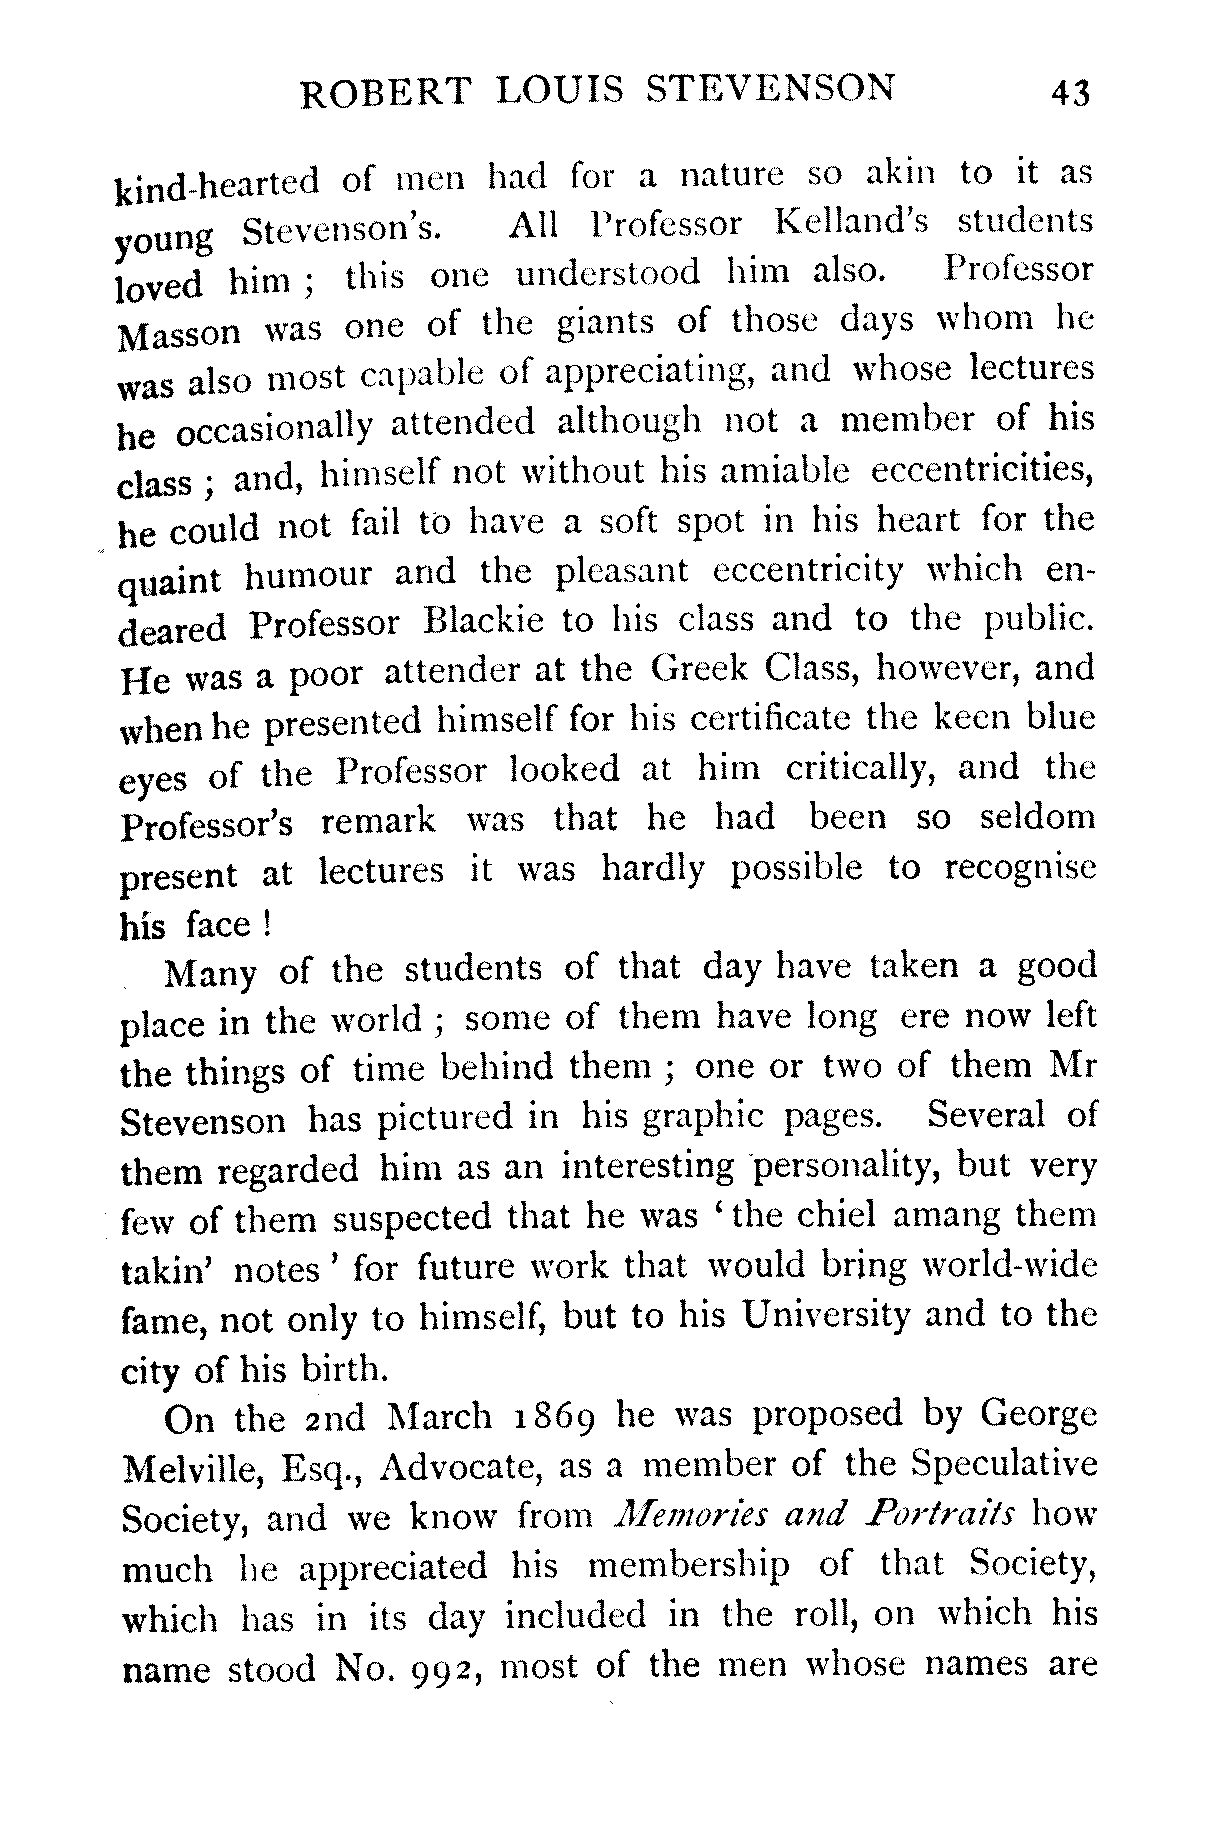 ROBERT LOUIS STEVENSON 43
kind-hearted of men had for a nature so akin to it as
young Stevenson's. All Professor Kelland's students
loved him ; this one understood him also. Professor
Masson was one of the giants of those days whom he
was also most capable of appreciating, and whose lectures
he occasionally attended although not a member of his
class ; and, himself not without his amiable eccentricities,
he could not fail to have a soft spot in his heart for the
quaint humour and the pleasant eccentricity which en-
deared Professor Blackie to his class and to the public.
He was a poor attender at the Greek Class, however, and
when he presented himself for his certificate the keen blue
eyes of the Professor looked at him critically, and the
Professor's remark was that he had been so seldom
present at lectures it was hardly possible to recognise
his face !
Many of the students of that day have taken a good
place in the world ; some of them have long ere now left
the things of time behind them ; one or two of them Mr
Stevenson has pictured in his graphic pages. Several of
them regarded him as an interesting personality, but very
few of them suspected that he was ‘ the chiel amang them
takin’ notes ’ for future work that would bring world-wide
fame, not only to himself, but to his University and to the
city of his birth.
On the 2nd March 1869 he was proposed by George
Melville, Esq., Advocate, as a member of the Speculative
Society, and we know from Memories and Portraits how
much he appreciated his membership of that Society,
which has in its day included in the roll, on which his
name stood No. 992, most of the men whose names are